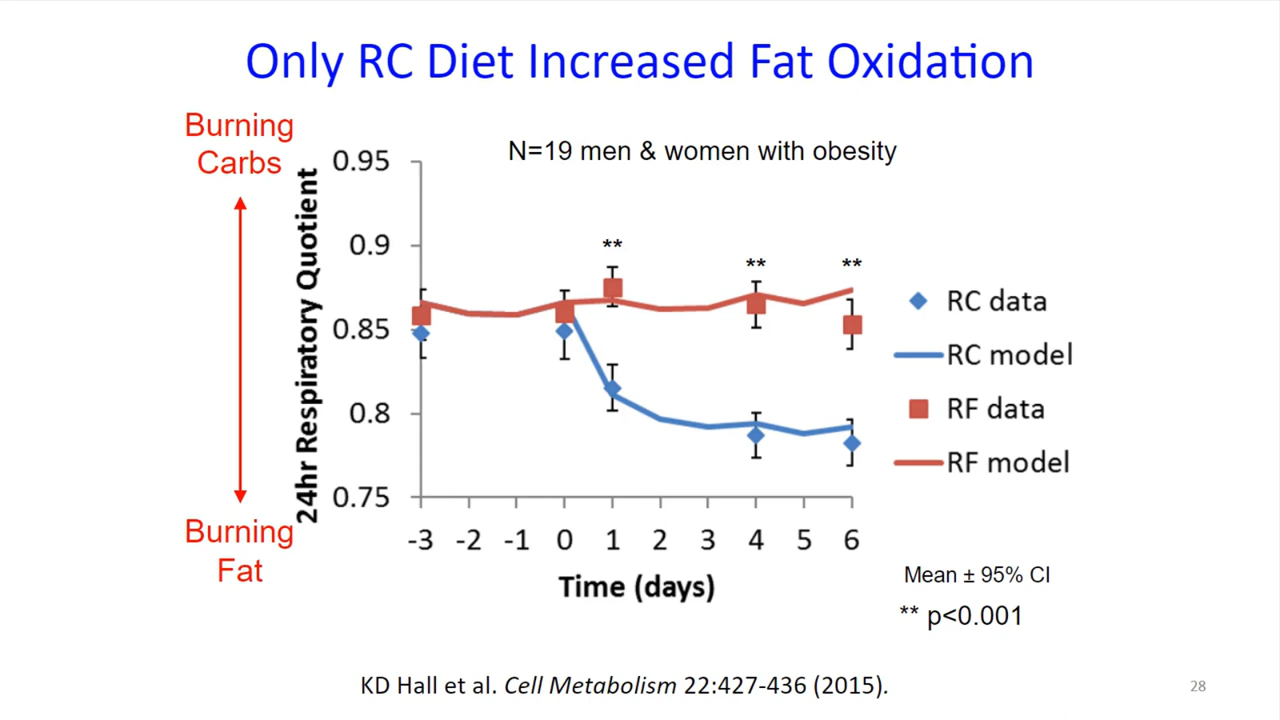 Only RC Diet Increased Fat Oxidation
Burning
Carbs
N=19 men & women with obesity
24hr Respiratory Quotient
0.95
0.9
0.85
0.8
0.75
**
**
**
RC data
RC model
RF data
RF model
Burning
Fat
-3 -2 -1 0 1 2 3 4 5 6
Time (days)
Mean ± 95% CI
** p<0.001
KD Hall et al. Cell Metabolism 22:427-436 (2015).
28